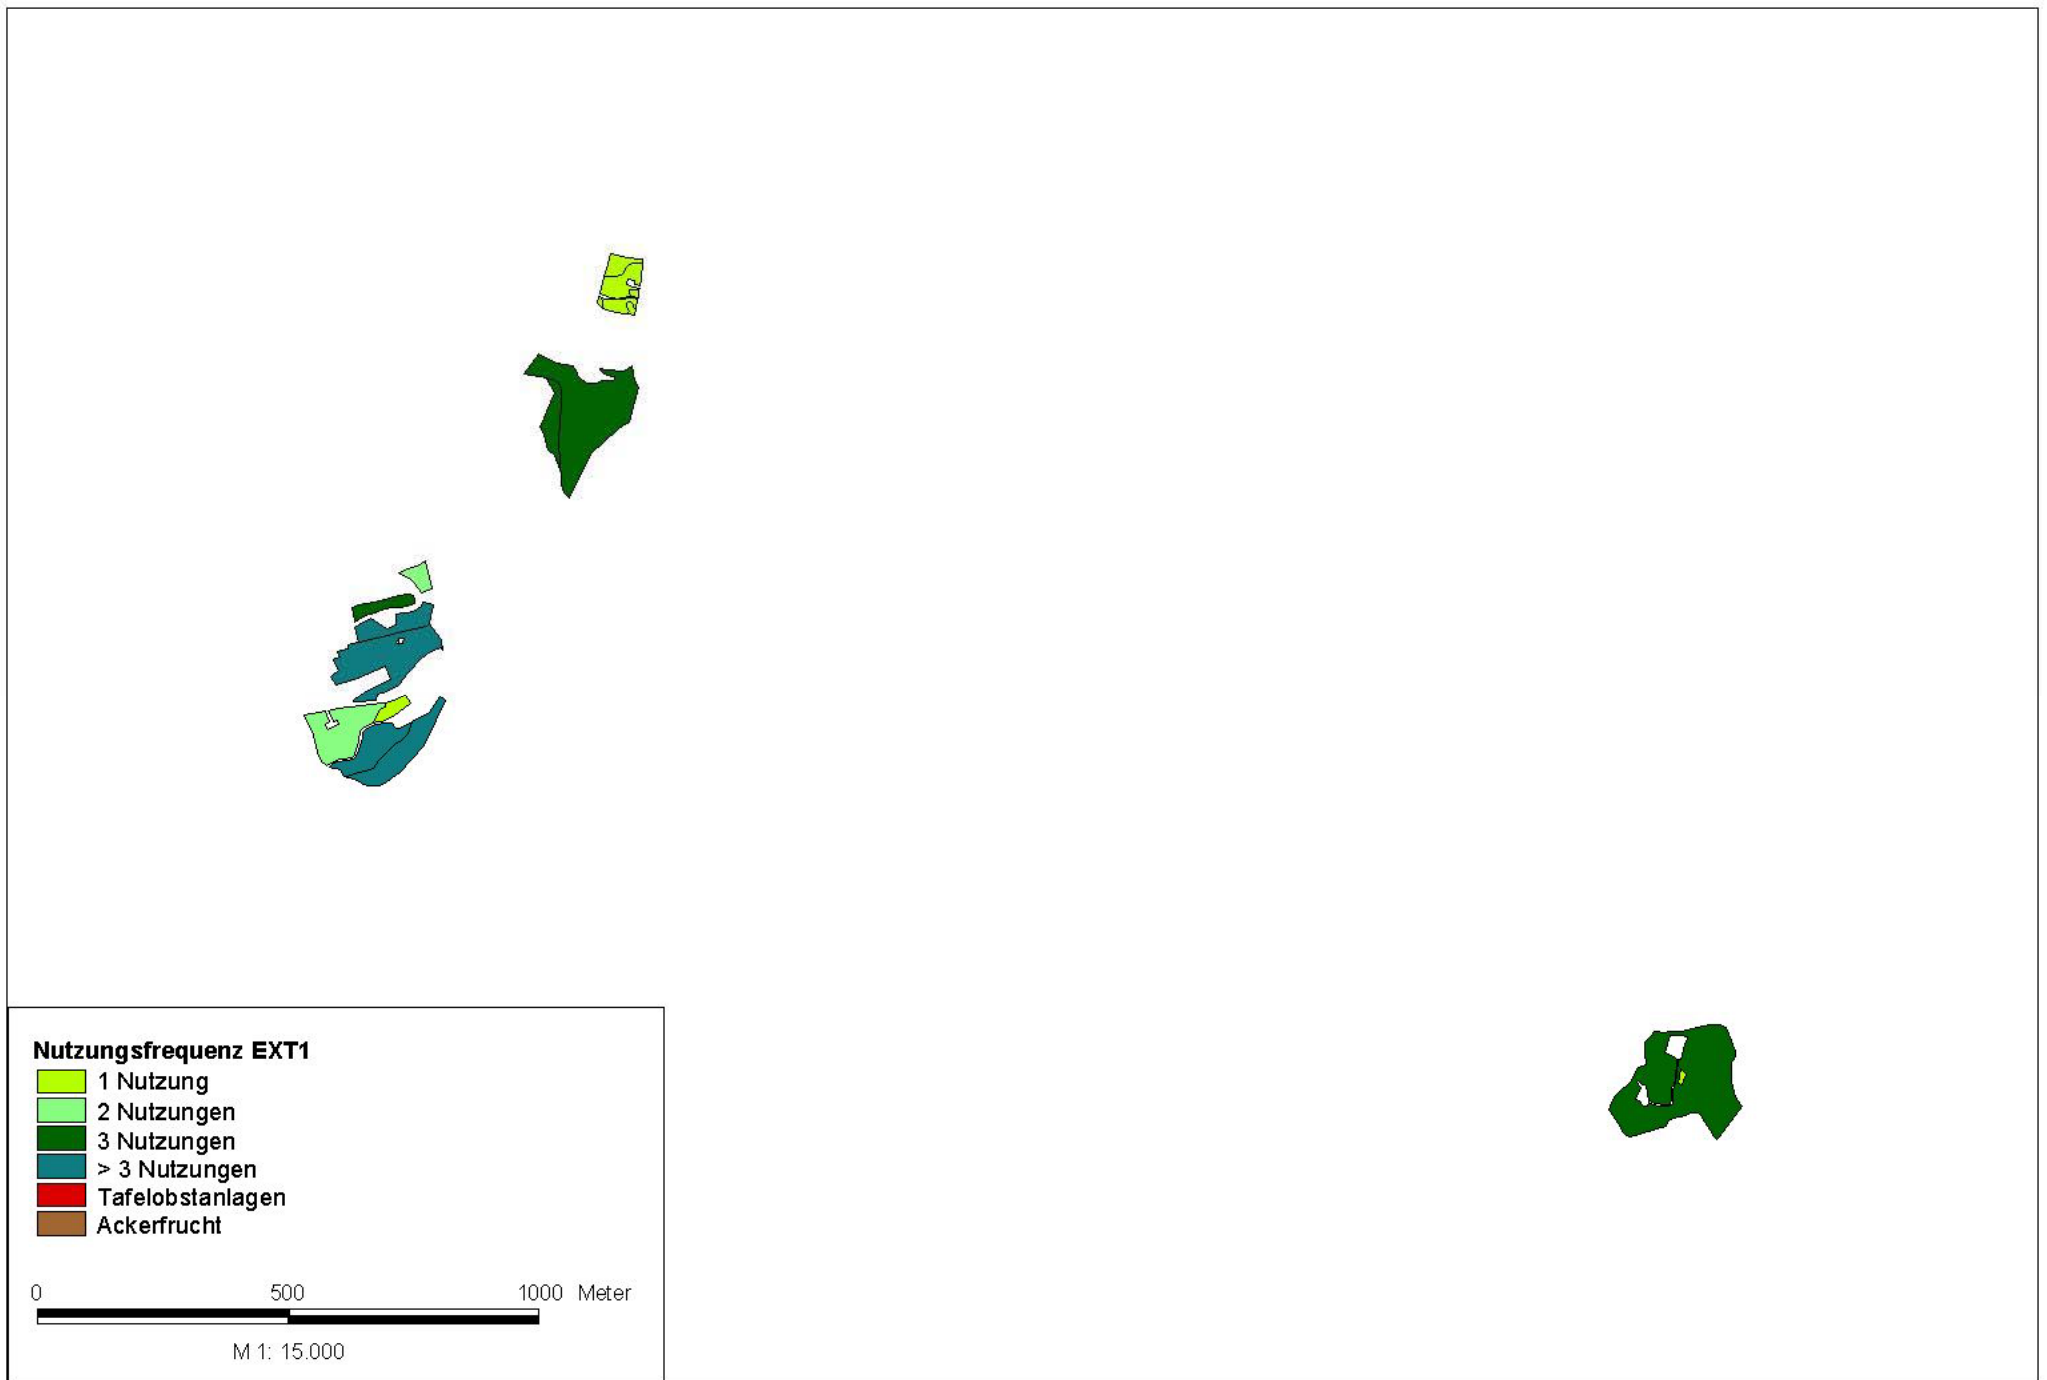 Nutzungsfrequenz EXT1
1 Nutzung
2 Nutzungen
3 Nutzungen
> 3 Nutzungen
Tafelobstanlagen
Ackerfrucht
0 500 1000 Meter
M 1: 15.000